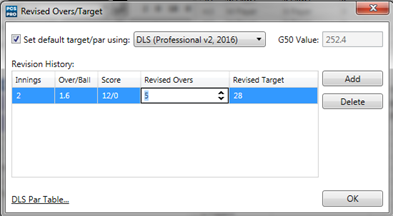 PCS PRO Revised Overs/Target
Set default target/par using: DLS (Professional v2, 2016) G50 Value: 252.4
Revision History:
Innings Over/Ball Score Revised Overs Revised Target Add
2 1.6 12/0 5 28
Delete
DLS Par Table... OK